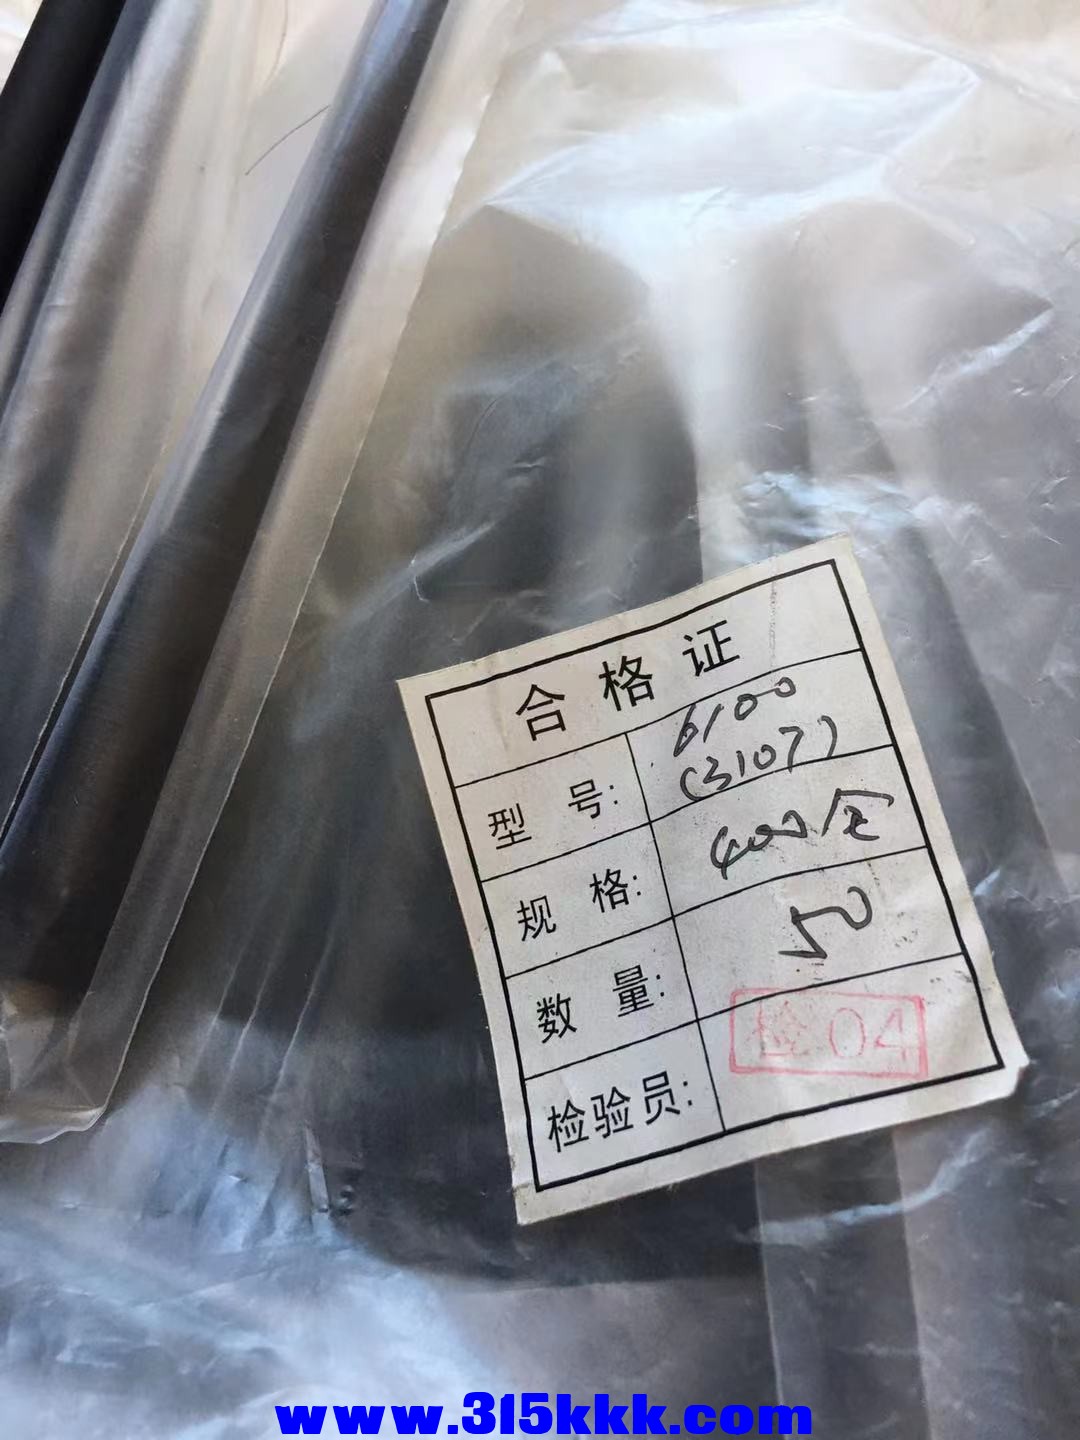 合格证
型号: 6100
(3107)
规格: 400全
数量: 50
检验员: 检04
www.315kkk.com